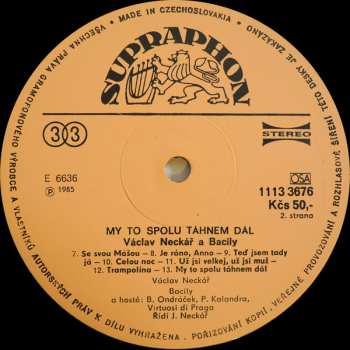 MADE IN CZECHOSLOVAKIA
VŠECHNA PRÁVA GRAMOFONOVÉHO VÝROBCE A VLASTNÍKŮ AUTORSKÝCH PRÁV K DÍLU VYHRAŽENA. POŘIZOVÁNÍ KOPIÍ, VEŘEJNÉ PROVOZOVÁNÍ A ROZHLASOVÉ ŠÍŘENÍ TÉTO DESKY JE ZAKÁZÁNO
SUPRAPHON
33
STEREO
E 6636
Ⓟ 1985
OSA
1113 3676
Kčs 50,-
2. strana
MY TO SPOLU TÁHNEM DÁL
Václav Neckář a Bacily
7. Se svou Mášou — 8. Je ráno, Anno — 9. Teď jsem tady
já — 10. Celou noc — 11. Už jsi velkej, už jsi muž —
12. Trampolína — 13. My to spolu táhnem dál
Václav Neckář
Bacily
a hosté: B. Ondráček, P. Kalandra,
Virtuosi di Praga
Řídí J. Neckář